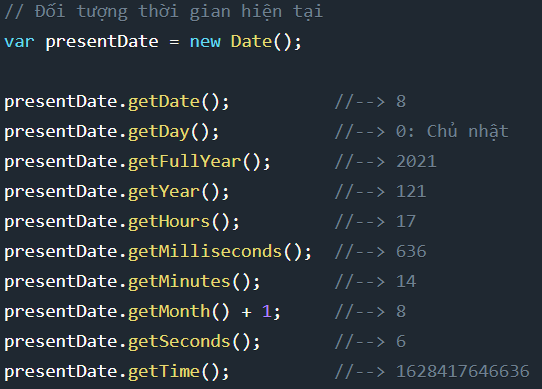 // Đối tượng thời gian hiện tại
var presentDate = new Date();
presentDate.getDate(); //--> 8
presentDate.getDay(); //--> 0: Chủ nhật
presentDate.getFullYear(); //--> 2021
presentDate.getYear(); //--> 121
presentDate.getHours(); //--> 17
presentDate.getMilliseconds(); //--> 636
presentDate.getMinutes(); //--> 14
presentDate.getMonth() + 1; //--> 8
presentDate.getSeconds(); //--> 6
presentDate.getTime(); //--> 1628417646636